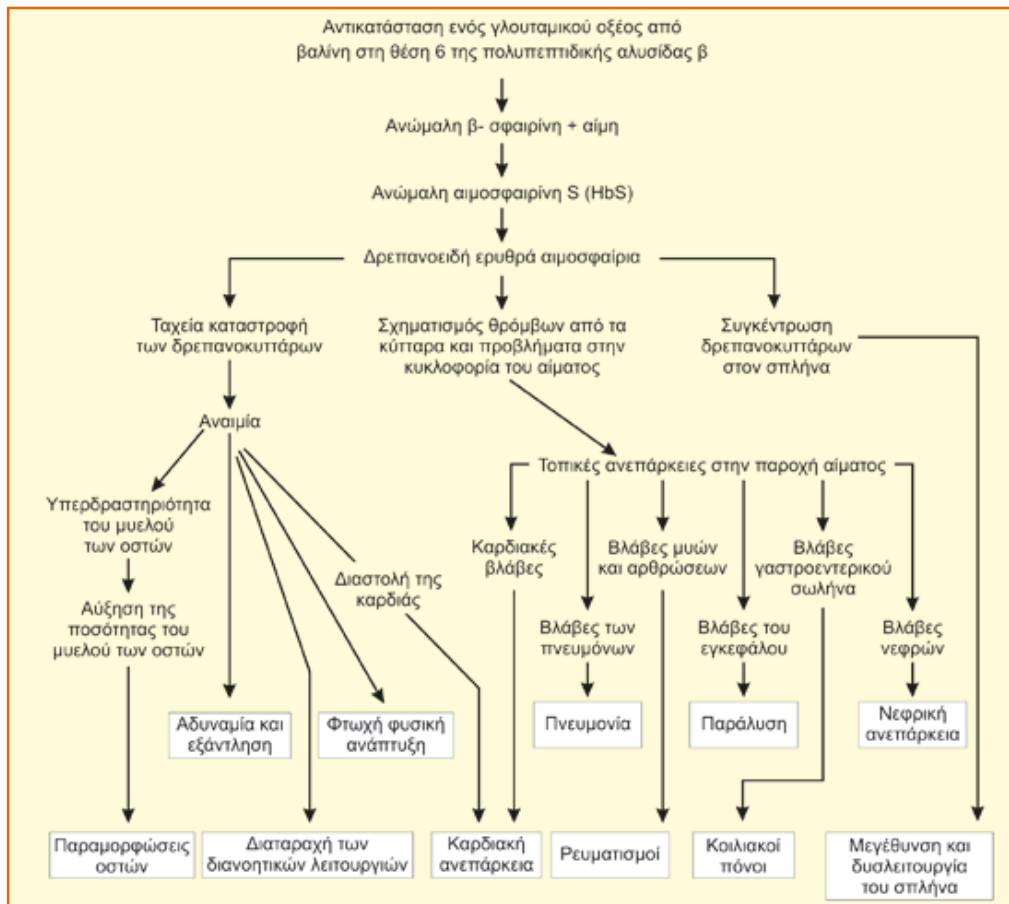 Αντικατάσταση ενός γλουταμικού οξέος από
βαλίνη στη θέση 6 της πολυπεπτιδικής αλυσίδας β
Ανώμαλη β- σφαιρίνη + αίμη
Ανώμαλη αιμοσφαιρίνη S (HbS)
Δρεπανοειδή ερυθρά αιμοσφαίρια
Ταχεία καταστροφή
των δρεπανοκυττάρων
Σχηματισμός θρόμβων από τα
κύτταρα και προβλήματα στην
κυκλοφορία του αίματος
Συγκέντρωση
δρεπανοκυττάρων
στον σπλήνα
Αναιμία
Τοπικές ανεπάρκειες στην παροχή αίματος
Υπερδραστηριότητα
του μυελού
των οστών
Καρδιακές
βλάβες
Βλάβες μυών
και αρθρώσεων
Βλάβες
γαστροεντερικού
σωλήνα
Διαστολή της
καρδιάς
Αύξηση της
ποσότητας του
μυελού των οστών
Βλάβες των
πνευμόνων
Βλάβες του
εγκεφάλου
Βλάβες
νεφρών
Αδυναμία και
εξάντληση
Φτωχή φυσική
ανάπτυξη
Πνευμονία
Παράλυση
Νεφρική
ανεπάρκεια
Παραμορφώσεις
οστών
Διαταραχή των
διανοητικών λειτουργιών
Καρδιακή
ανεπάρκεια
Ρευματισμοί
Κοιλιακοί
πόνοι
Μεγέθυνση και
δυσλειτουργία
του σπλήνα